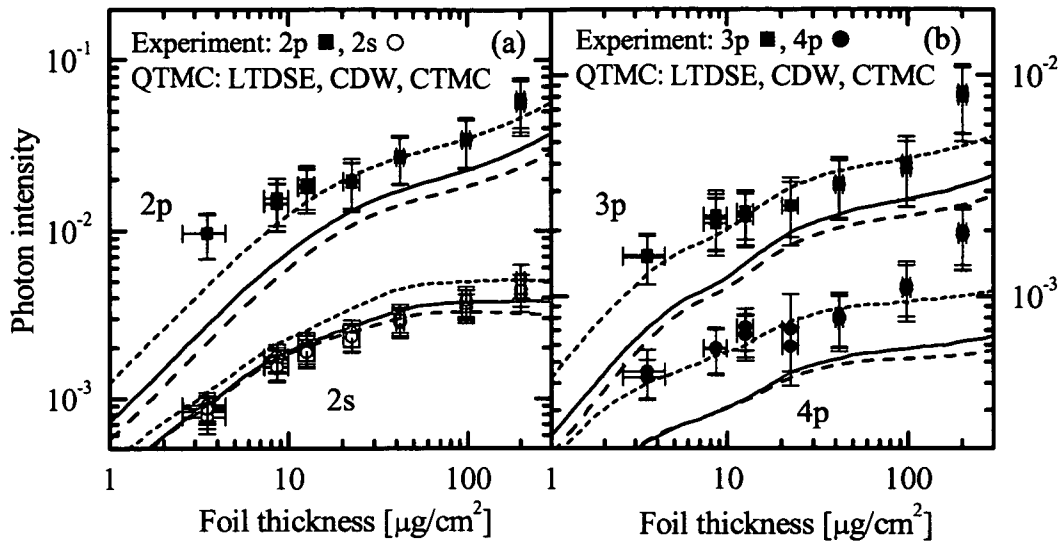 Experiment: 2p ■, 2s ○ (a)
QTMC: LTDSE, CDW, CTMC
2p
2s
10⁻¹
10⁻²
10⁻³
Photon intensity
1 10 100
Foil thickness [μg/cm²]
Experiment: 3p ■, 4p ● (b)
QTMC: LTDSE, CDW, CTMC
3p
4p
10⁻²
10⁻³
1 10 100
Foil thickness [μg/cm²]